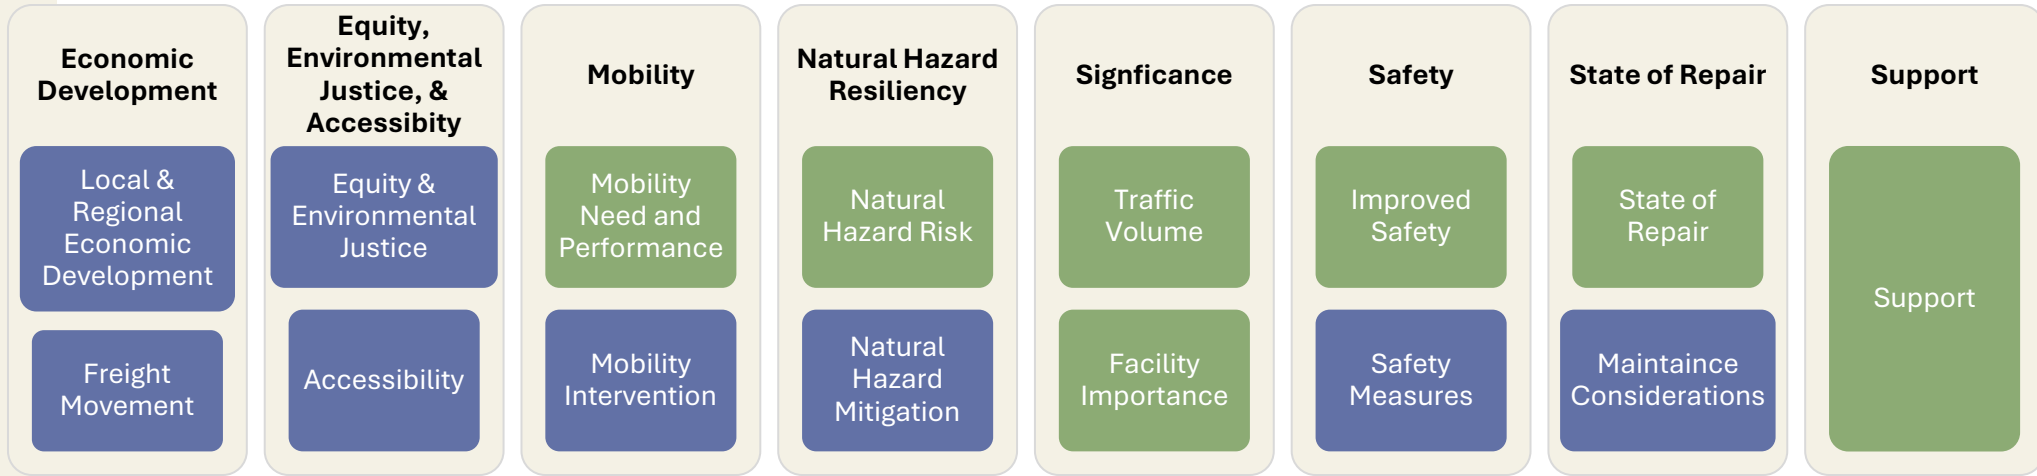 Economic
Development
Local &
Regional
Economic
Development
Freight
Movement
Equity,
Environmental
Justice, &
Accessibity
Equity &
Environmental
Justice
Accessibility
Mobility
Mobility
Need and
Performance
Mobility
Intervention
Natural Hazard
Resiliency
Natural
Hazard Risk
Natural
Hazard
Mitigation
Signficance
Traffic
Volume
Facility
Importance
Safety
Improved
Safety
Safety
Measures
State of Repair
State of
Repair
Maintaince
Considerations
Support
Support